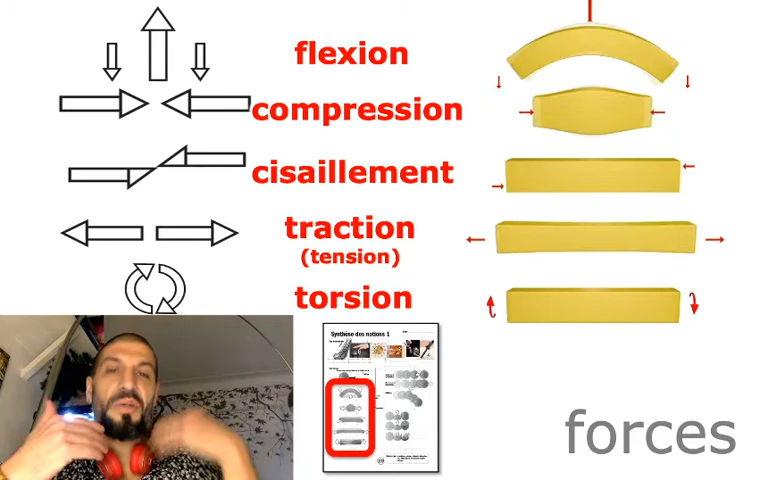 flexion
compression
cisaillement
traction
(tension)
torsion
Synthèse des notions 1
forces